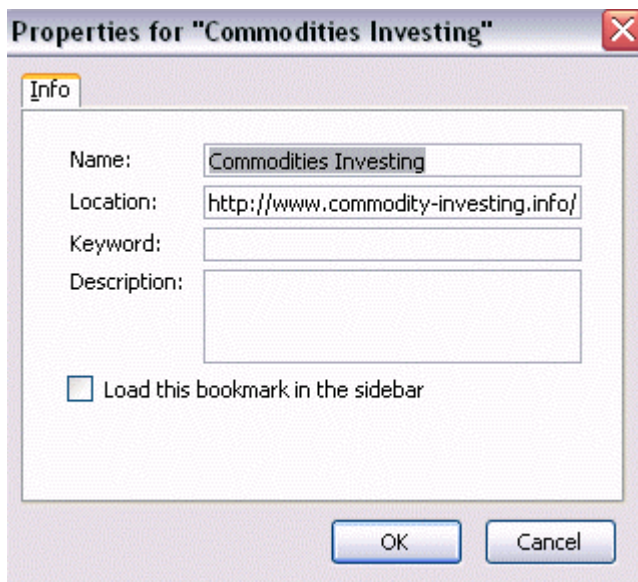 Properties for "Commodities Investing"
Info
Name: Commodities Investing
Location: http://www.commodity-investing.info/
Keyword:
Description:
Load this bookmark in the sidebar
OK Cancel